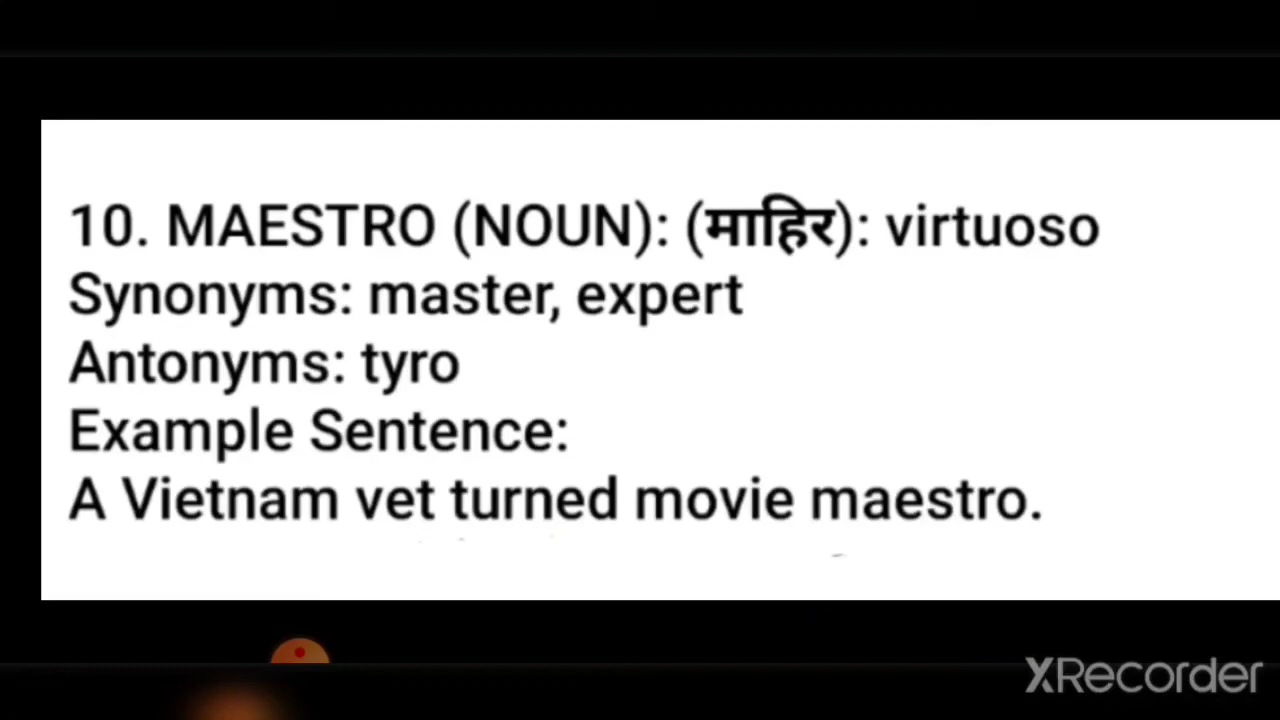 10. MAESTRO (NOUN): (माहिर): virtuoso
Synonyms: master, expert
Antonyms: tyro
Example Sentence:
A Vietnam vet turned movie maestro.
XRecorder